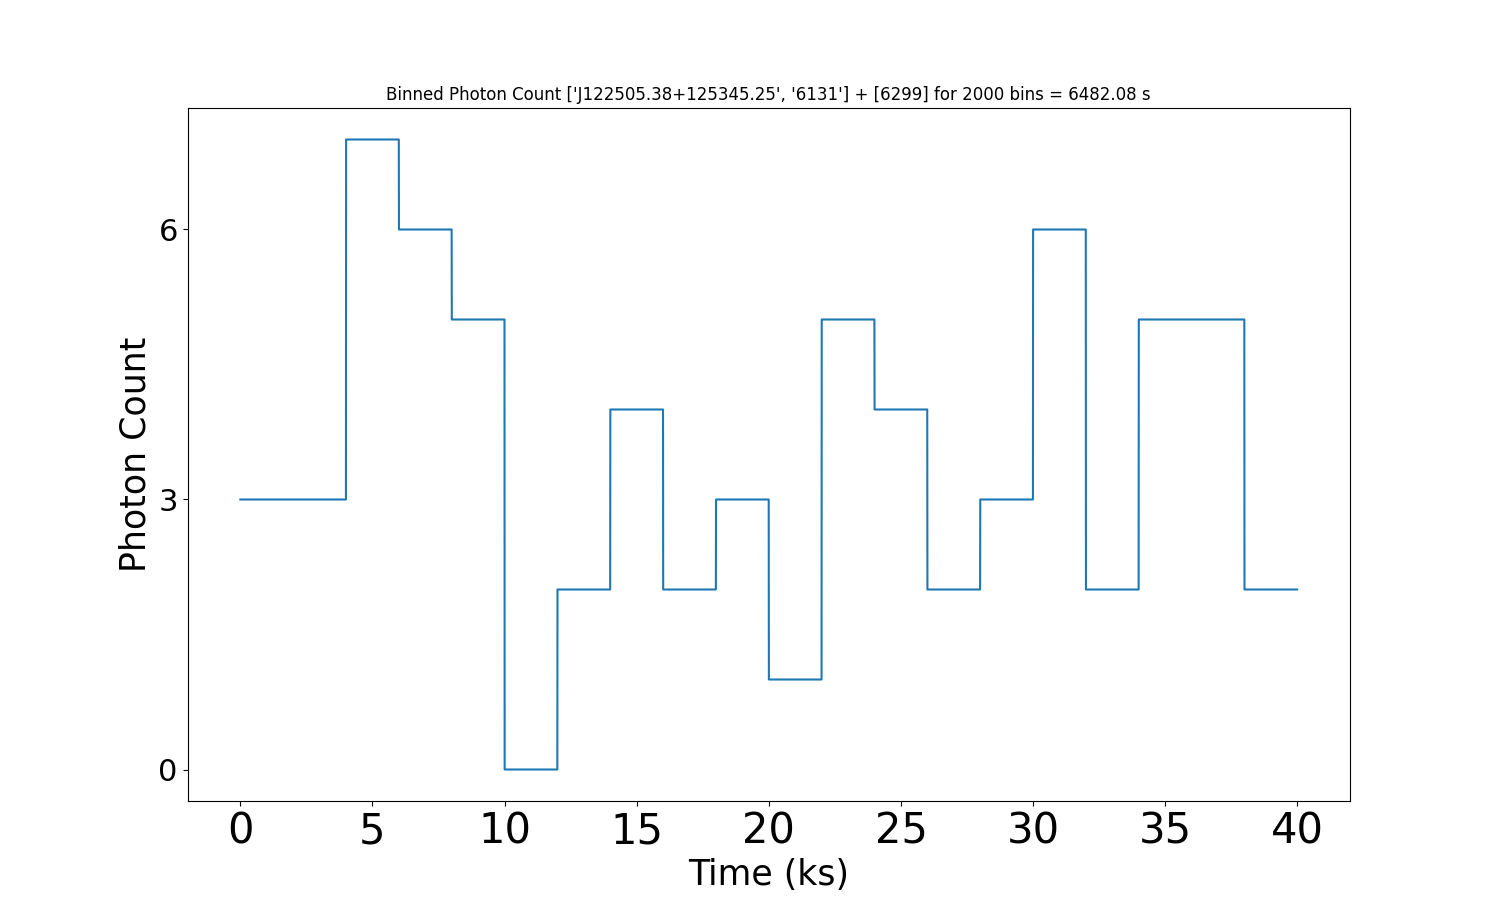 Binned Photon Count ['J122505.38+125345.25', '6131'] + [6299] for 2000 bins = 6482.08 s
Photon Count
6
3
0
0 5 10 15 20 25 30 35 40
Time (ks)